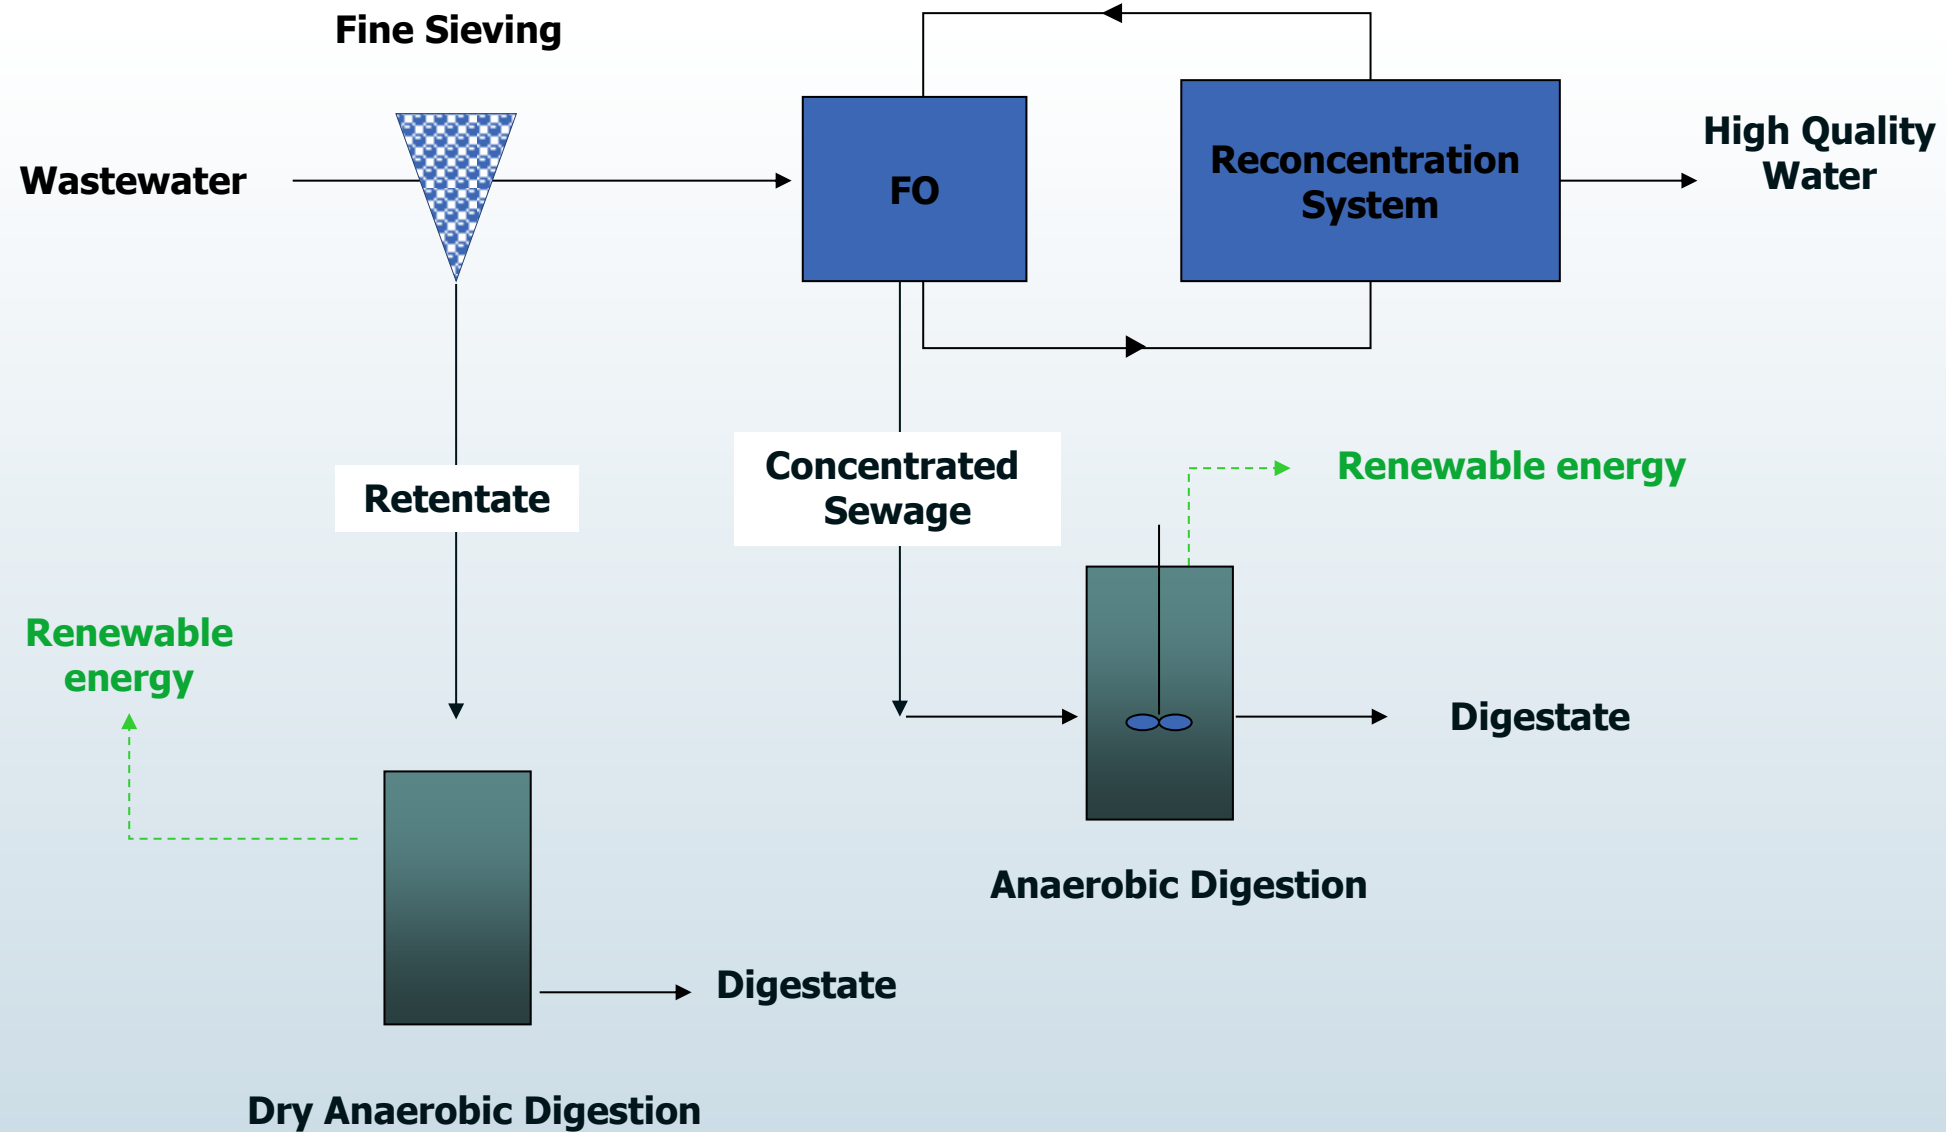 Fine Sieving
Wastewater
FO
Reconcentration
System
High Quality
Water
Retentate
Concentrated
Sewage
Renewable energy
Renewable
energy
Digestate
Anaerobic Digestion
Digestate
Dry Anaerobic Digestion